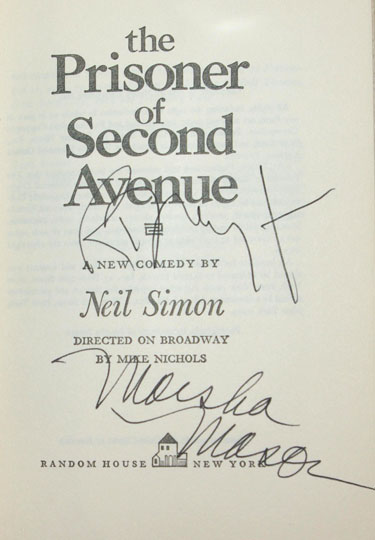 the
Prisoner
of
Second
Avenue
A NEW COMEDY BY
Neil Simon
DIRECTED ON BROADWAY
BY MIKE NICHOLS
Marsha
Mason
RANDOM HOUSE NEW YORK